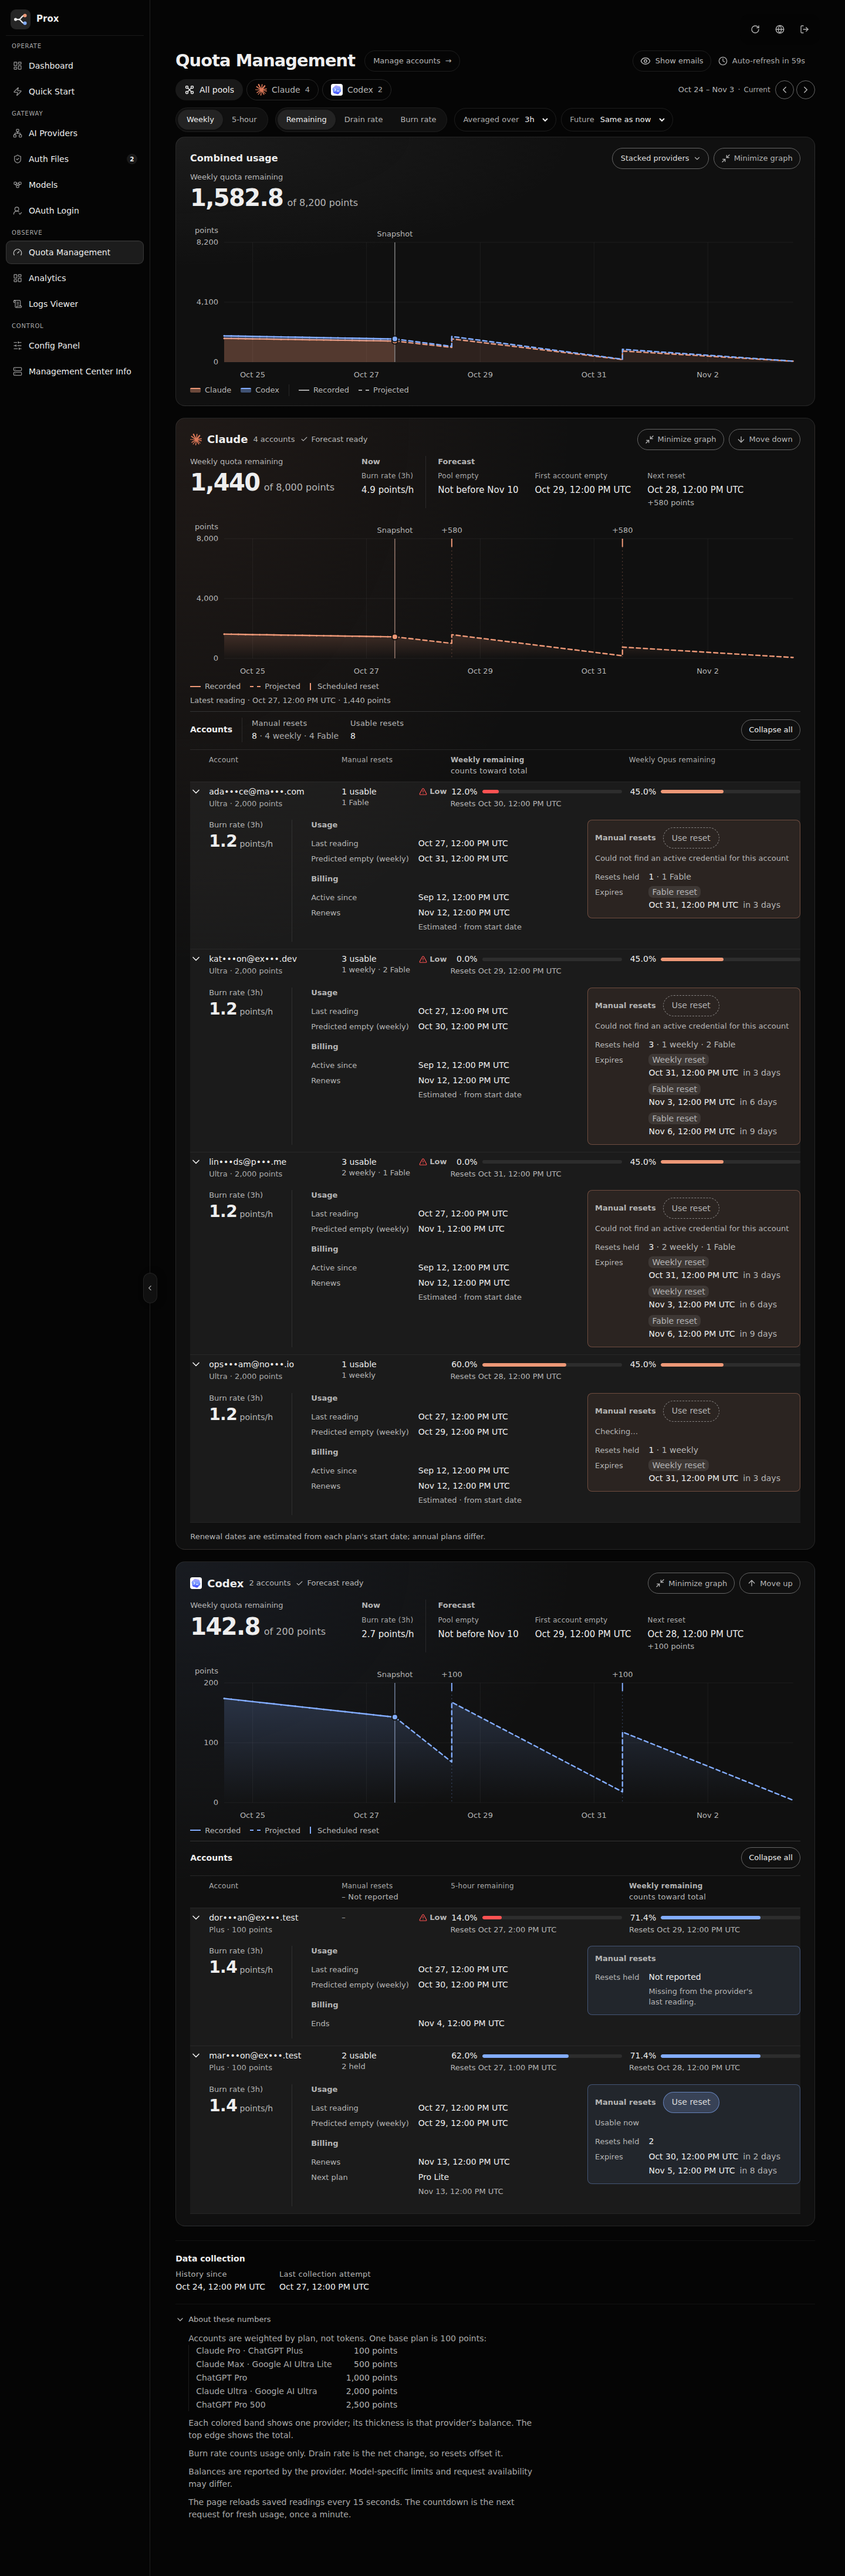 Prox
OPERATE
Dashboard
Quick Start
GATEWAY
AI Providers
Auth Files 2
Models
OAuth Login
OBSERVE
Quota Management
Analytics
Logs Viewer
CONTROL
Config Panel
Management Center Info
Quota Management
Manage accounts →
Show emails
Auto-refresh in 59s
All pools
Claude 4
Codex 2
Oct 24 – Nov 3 · Current
Weekly
5-hour
Remaining
Drain rate
Burn rate
Averaged over 3h
Future Same as now
Combined usage
Stacked providers
Minimize graph
Weekly quota remaining
1,582.8 of 8,200 points
points
Snapshot
8,200
4,100
0
Oct 25
Oct 27
Oct 29
Oct 31
Nov 2
Claude
Codex
Recorded
Projected
Claude 4 accounts Forecast ready
Minimize graph
Move down
Weekly quota remaining
1,440 of 8,000 points
Now
Burn rate (3h)
4.9 points/h
Forecast
Pool empty
Not before Nov 10
First account empty
Oct 29, 12:00 PM UTC
Next reset
Oct 28, 12:00 PM UTC
+580 points
points
Snapshot
+580
+580
8,000
4,000
0
Oct 25
Oct 27
Oct 29
Oct 31
Nov 2
Recorded
Projected
Scheduled reset
Latest reading · Oct 27, 12:00 PM UTC · 1,440 points
Accounts
Manual resets
8 · 4 weekly · 4 Fable
Usable resets
8
Collapse all
Account
Manual resets
Weekly remaining
counts toward total
Weekly Opus remaining
ada•••ce@ma•••.com
Ultra · 2,000 points
1 usable
1 Fable
Low 12.0%
Resets Oct 30, 12:00 PM UTC
45.0%
Burn rate (3h)
1.2 points/h
Usage
Last reading Oct 27, 12:00 PM UTC
Predicted empty (weekly) Oct 31, 12:00 PM UTC
Billing
Active since Sep 12, 12:00 PM UTC
Renews Nov 12, 12:00 PM UTC
Estimated · from start date
Manual resets Use reset
Could not find an active credential for this account
Resets held 1 · 1 Fable
Expires Fable reset
Oct 31, 12:00 PM UTC in 3 days
kat•••on@ex•••.dev
Ultra · 2,000 points
3 usable
1 weekly · 2 Fable
Low 0.0%
Resets Oct 29, 12:00 PM UTC
45.0%
Burn rate (3h)
1.2 points/h
Usage
Last reading Oct 27, 12:00 PM UTC
Predicted empty (weekly) Oct 30, 12:00 PM UTC
Billing
Active since Sep 12, 12:00 PM UTC
Renews Nov 12, 12:00 PM UTC
Estimated · from start date
Manual resets Use reset
Could not find an active credential for this account
Resets held 3 · 1 weekly · 2 Fable
Expires Weekly reset
Oct 31, 12:00 PM UTC in 3 days
Fable reset
Nov 3, 12:00 PM UTC in 6 days
Fable reset
Nov 6, 12:00 PM UTC in 9 days
lin•••ds@p•••.me
Ultra · 2,000 points
3 usable
2 weekly · 1 Fable
Low 0.0%
Resets Oct 31, 12:00 PM UTC
45.0%
Burn rate (3h)
1.2 points/h
Usage
Last reading Oct 27, 12:00 PM UTC
Predicted empty (weekly) Nov 1, 12:00 PM UTC
Billing
Active since Sep 12, 12:00 PM UTC
Renews Nov 12, 12:00 PM UTC
Estimated · from start date
Manual resets Use reset
Could not find an active credential for this account
Resets held 3 · 2 weekly · 1 Fable
Expires Weekly reset
Oct 31, 12:00 PM UTC in 3 days
Weekly reset
Nov 3, 12:00 PM UTC in 6 days
Fable reset
Nov 6, 12:00 PM UTC in 9 days
ops•••am@no•••.io
Ultra · 2,000 points
1 usable
1 weekly
60.0%
Resets Oct 28, 12:00 PM UTC
45.0%
Burn rate (3h)
1.2 points/h
Usage
Last reading Oct 27, 12:00 PM UTC
Predicted empty (weekly) Oct 29, 12:00 PM UTC
Billing
Active since Sep 12, 12:00 PM UTC
Renews Nov 12, 12:00 PM UTC
Estimated · from start date
Manual resets Use reset
Checking...
Resets held 1 · 1 weekly
Expires Weekly reset
Oct 31, 12:00 PM UTC in 3 days
Renewal dates are estimated from each plan's start date; annual plans differ.
Codex 2 accounts Forecast ready
Minimize graph
Move up
Weekly quota remaining
142.8 of 200 points
Now
Burn rate (3h)
2.7 points/h
Forecast
Pool empty
Not before Nov 10
First account empty
Oct 29, 12:00 PM UTC
Next reset
Oct 28, 12:00 PM UTC
+100 points
points
Snapshot
+100
+100
200
100
0
Oct 25
Oct 27
Oct 29
Oct 31
Nov 2
Recorded
Projected
Scheduled reset
Accounts
Collapse all
Account
Manual resets
– Not reported
5-hour remaining
Weekly remaining
counts toward total
dor•••an@ex•••.test
Plus · 100 points
–
Low 14.0%
Resets Oct 27, 2:00 PM UTC
71.4%
Resets Oct 29, 12:00 PM UTC
Burn rate (3h)
1.4 points/h
Usage
Last reading Oct 27, 12:00 PM UTC
Predicted empty (weekly) Oct 30, 12:00 PM UTC
Billing
Ends Nov 4, 12:00 PM UTC
Manual resets
Resets held Not reported
Missing from the provider's
last reading.
mar•••on@ex•••.test
Plus · 100 points
2 usable
2 held
62.0%
Resets Oct 27, 1:00 PM UTC
71.4%
Resets Oct 28, 12:00 PM UTC
Burn rate (3h)
1.4 points/h
Usage
Last reading Oct 27, 12:00 PM UTC
Predicted empty (weekly) Oct 29, 12:00 PM UTC
Billing
Renews Nov 13, 12:00 PM UTC
Next plan Pro Lite
Nov 13, 12:00 PM UTC
Manual resets Use reset
Usable now
Resets held 2
Expires Oct 30, 12:00 PM UTC in 2 days
Nov 5, 12:00 PM UTC in 8 days
Data collection
History since
Oct 24, 12:00 PM UTC
Last collection attempt
Oct 27, 12:00 PM UTC
About these numbers
Accounts are weighted by plan, not tokens. One base plan is 100 points:
Claude Pro · ChatGPT Plus 100 points
Claude Max · Google AI Ultra Lite 500 points
ChatGPT Pro 1,000 points
Claude Ultra · Google AI Ultra 2,000 points
ChatGPT Pro 500 2,500 points
Each colored band shows one provider; its thickness is that provider's balance. The
top edge shows the total.
Burn rate counts usage only. Drain rate is the net change, so resets offset it.
Balances are reported by the provider. Model-specific limits and request availability
may differ.
The page reloads saved readings every 15 seconds. The countdown is the next
request for fresh usage, once a minute.